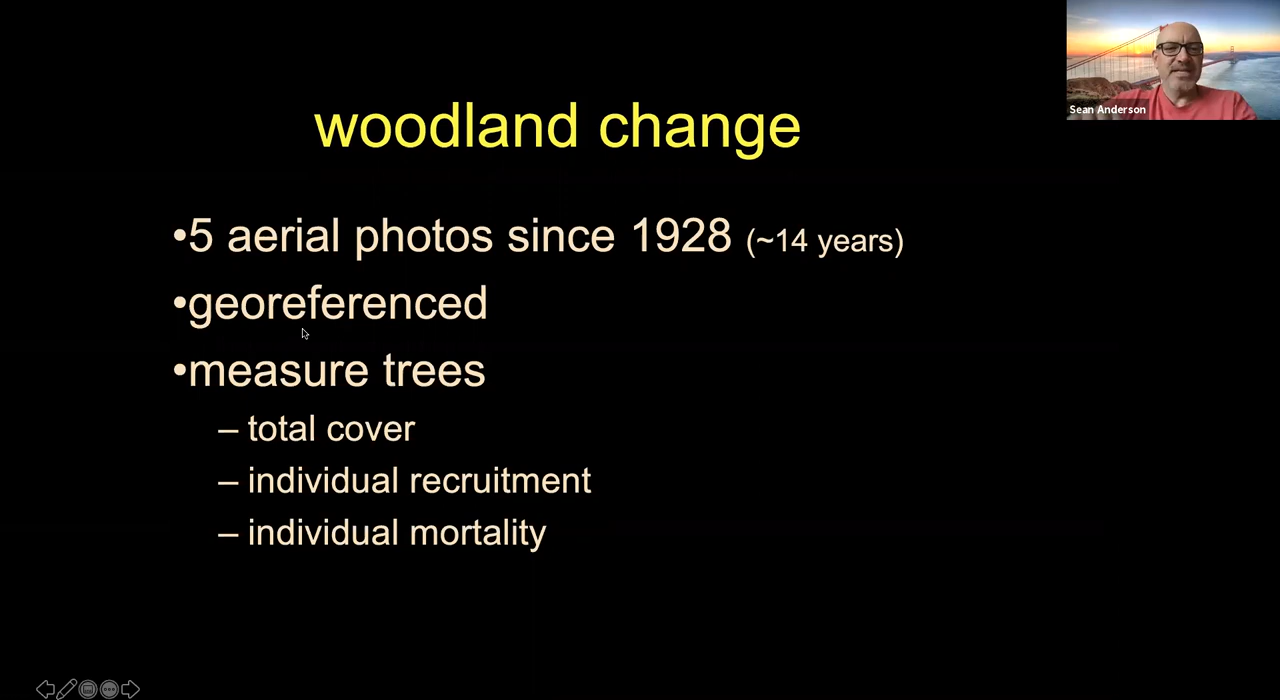 woodland change
•5 aerial photos since 1928 (~14 years)
•georeferenced
•measure trees
– total cover
– individual recruitment
– individual mortality
Sean Anderson